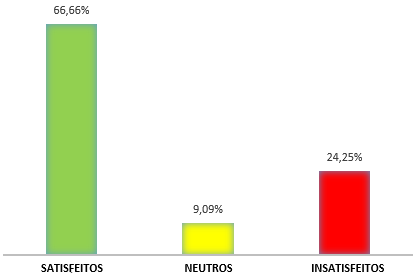 66,66%
9,09%
24,25%
SATISFEITOS NEUTROS INSATISFEITOS